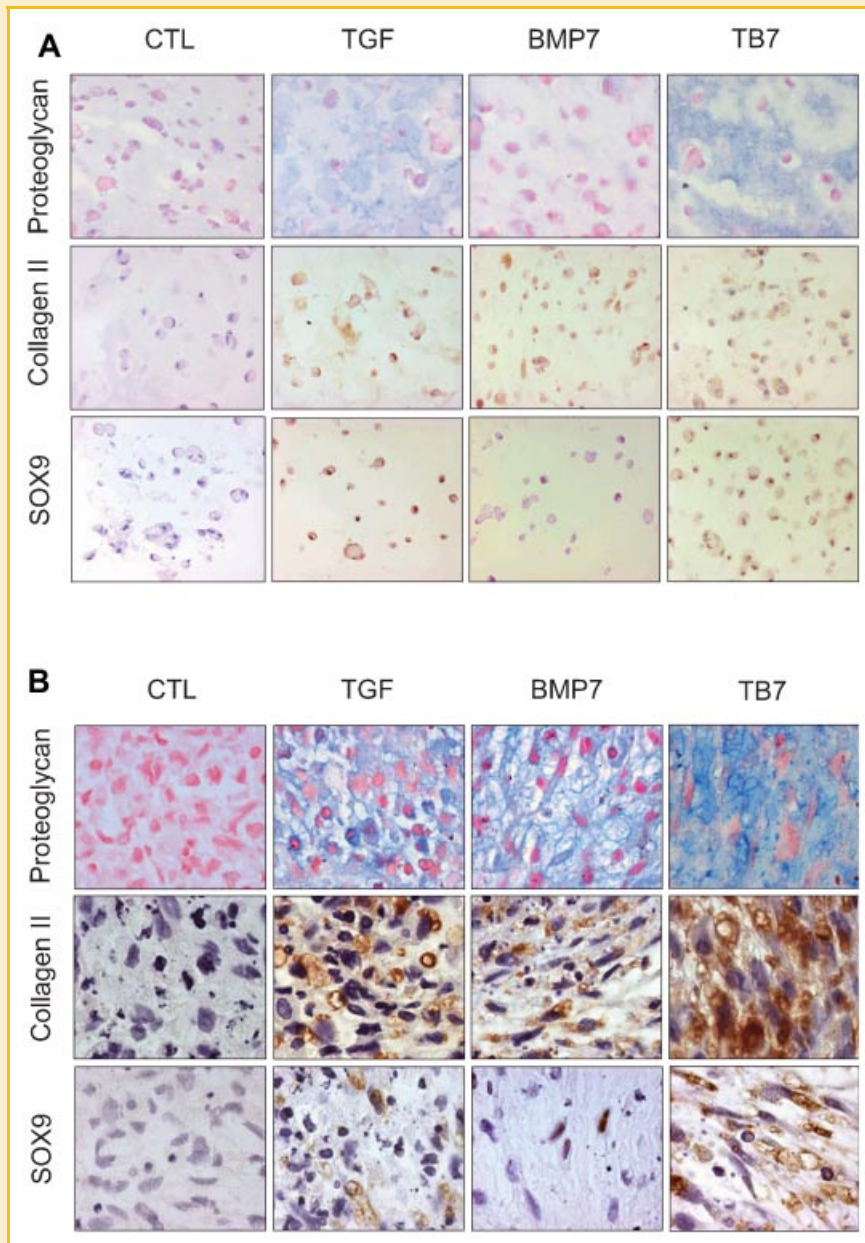 A
CTL TGF BMP7 TB7
Proteoglycan
Collagen II
SOX9
B
CTL TGF BMP7 TB7
Proteoglycan
Collagen II
SOX9